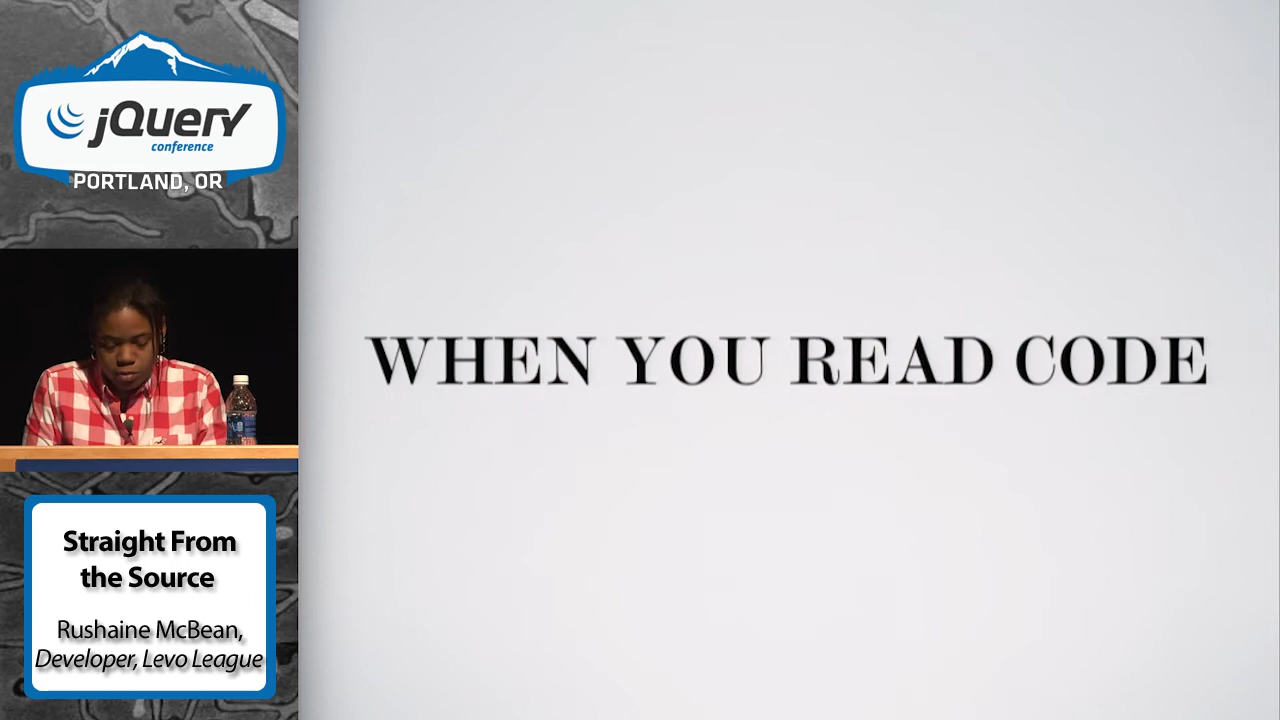 jQuery
conference
PORTLAND, OR
WHEN YOU READ CODE
Straight From
the Source
Rushaine McBean,
Developer, Levo League